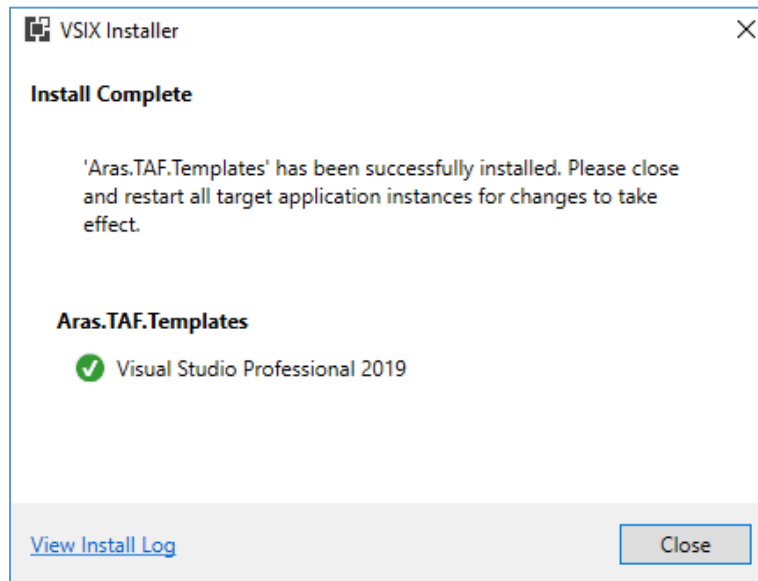 VSIX Installer
Install Complete
'Aras.TAF.Templates' has been successfully installed. Please close
and restart all target application instances for changes to take
effect.
Aras.TAF.Templates
Visual Studio Professional 2019
View Install Log
Close